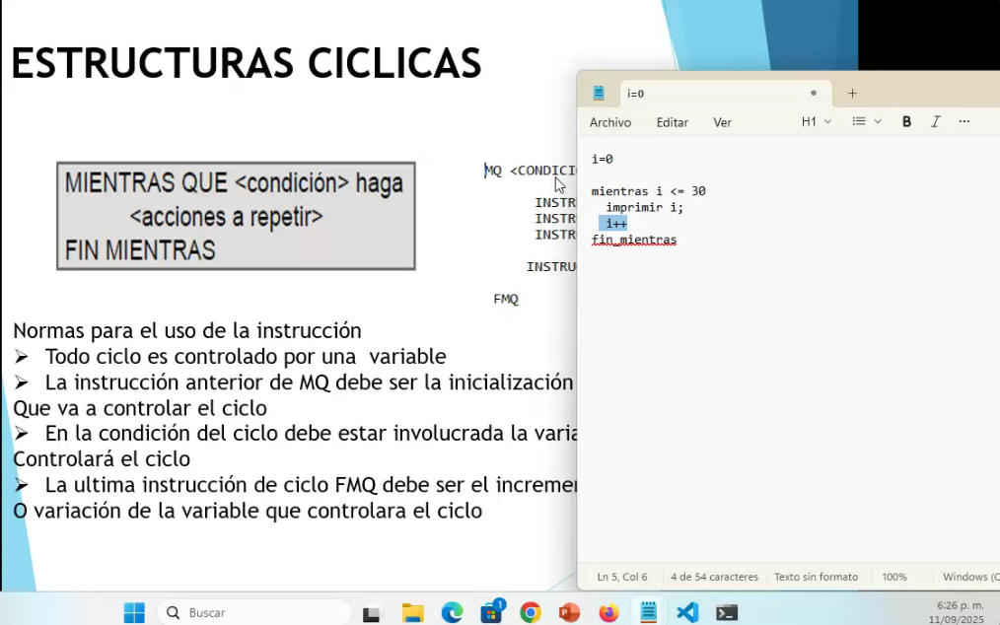 ESTRUCTURAS CICLICAS
MIENTRAS QUE <condición> haga
<acciones a repetir>
FIN MIENTRAS
MQ <CONDICI
INSTR
INSTR
INSTR
INSTRU
FMQ
Normas para el uso de la instrucción
➢ Todo ciclo es controlado por una variable
➢ La instrucción anterior de MQ debe ser la inicialización
Que va a controlar el ciclo
➢ En la condición del ciclo debe estar involucrada la varia
Controlará el ciclo
➢ La ultima instrucción de ciclo FMQ debe ser el incremen
O variación de la variable que controlara el ciclo
i=0
Archivo Editar Ver H1 B I ...
i=0
mientras i <= 30
imprimir i;
i++
fin_mientras
Ln 5, Col 6 4 de 54 caracteres Texto sin formato 100% Windows (C
Buscar
1
6:26 p. m.
11/09/2025